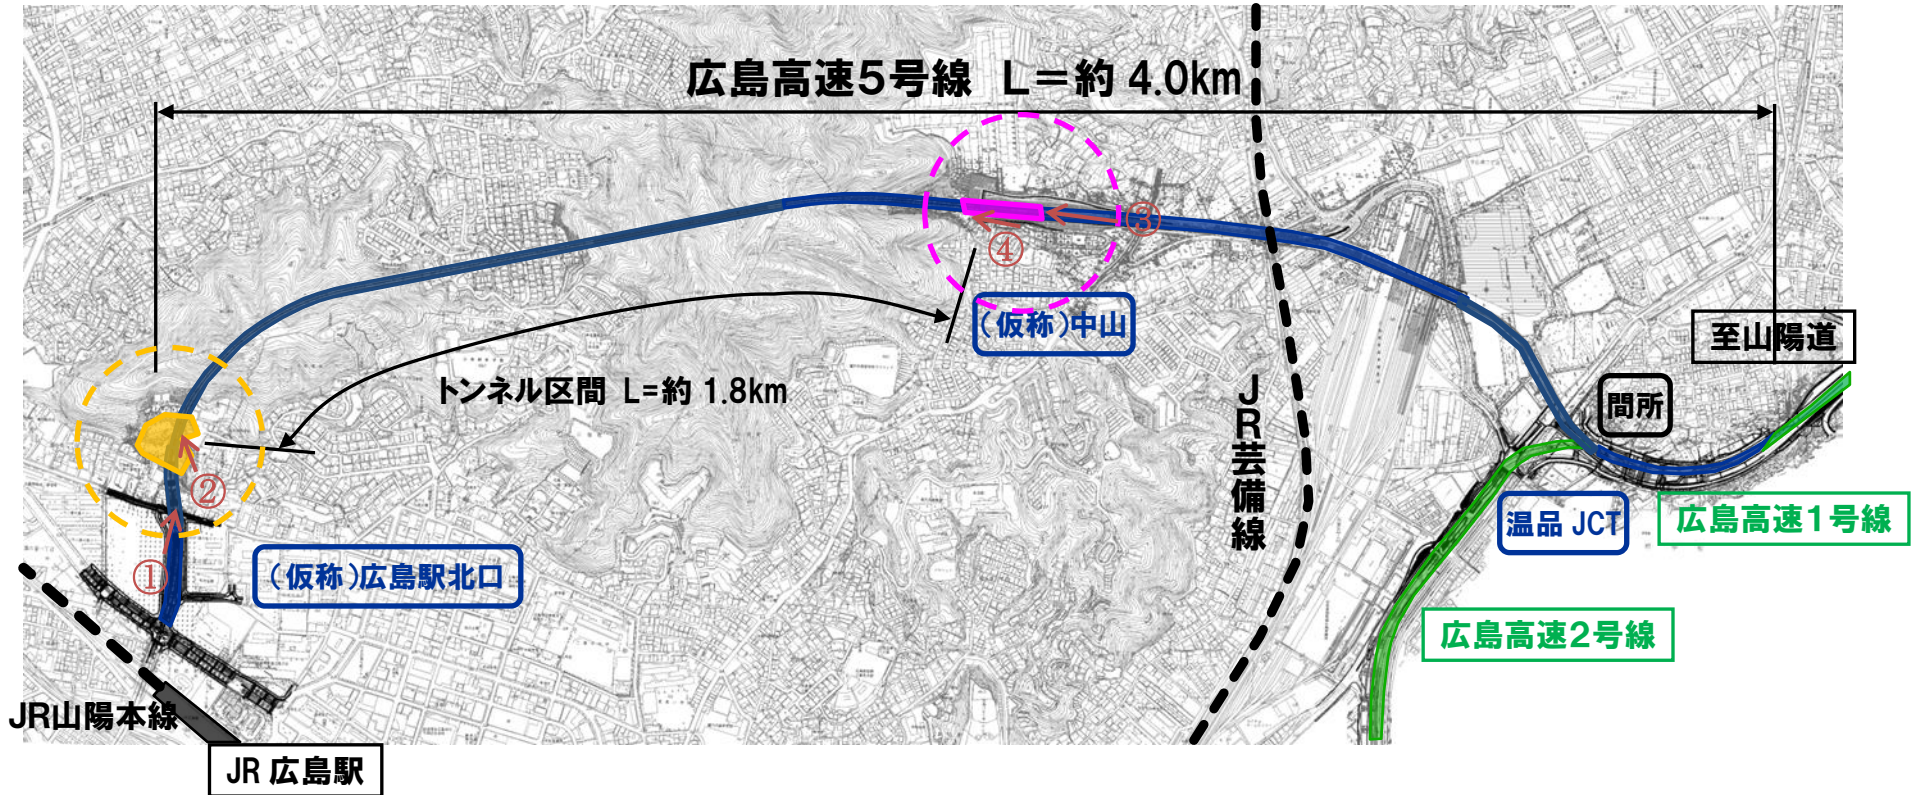 広島高速5号線 L=約 4.0km
③
④
(仮称)中山
至山陽道
トンネル区間 L=約 1.8km
JR芸備線
間所
②
①
(仮称)広島駅北口
温品 JCT
広島高速1号線
広島高速2号線
JR山陽本線
JR 広島駅